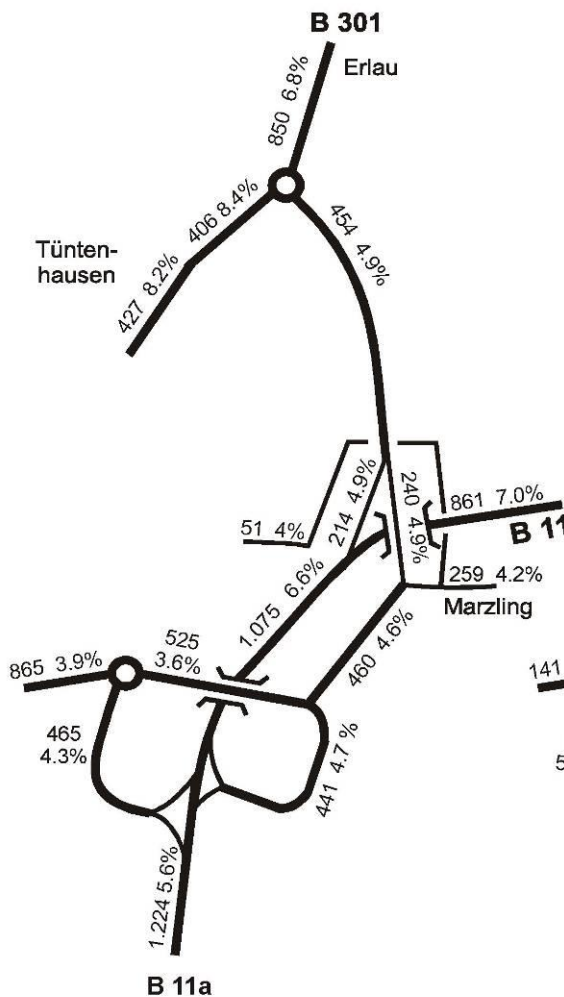 B 301
Erlau
850 6.8%
406 8.4%
454 4.9%
Tünten-
hausen
427 8.2%
214 4.9%
240 4.9%
861 7.0%
51 4%
B 11
259 4.2%
Marzling
1.075 6.6%
460 4.6%
525
3.6%
865 3.9%
141
465
4.3%
441 4.7 %
5
1.224 5.6%
B 11a